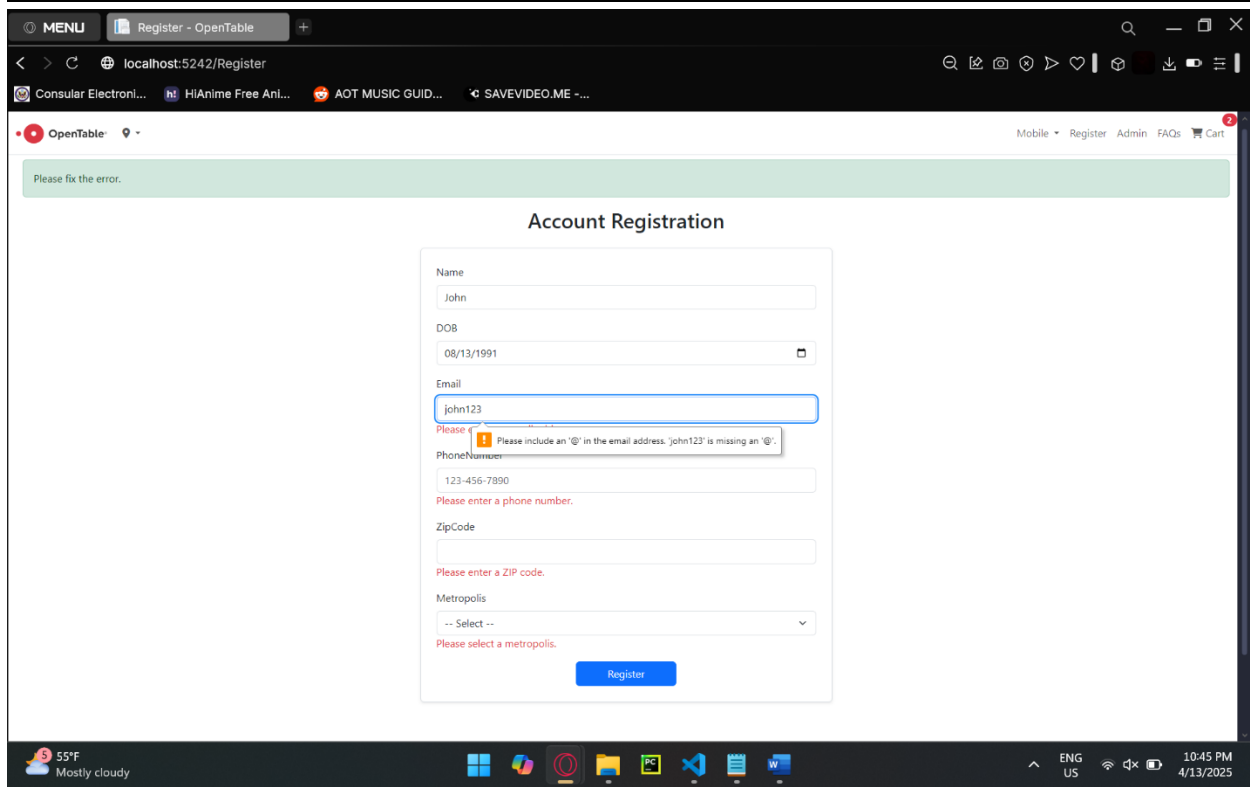 MENU
Register - OpenTable
localhost:5242/Register
Consular Electroni...
h! HiAnime Free Ani...
AOT MUSIC GUID...
SAVEVIDEO.ME -...
OpenTable
Mobile Register Admin FAQs Cart
2
Please fix the error.
Account Registration
Name
John
DOB
08/13/1991
Email
john123
Please
Please include an '@' in the email address. 'john123' is missing an '@'.
PhoneNumber
123-456-7890
Please enter a phone number.
ZipCode
Please enter a ZIP code.
Metropolis
-- Select --
Please select a metropolis.
Register
5
55°F
Mostly cloudy
PC
W
ENG
US
10:45 PM
4/13/2025